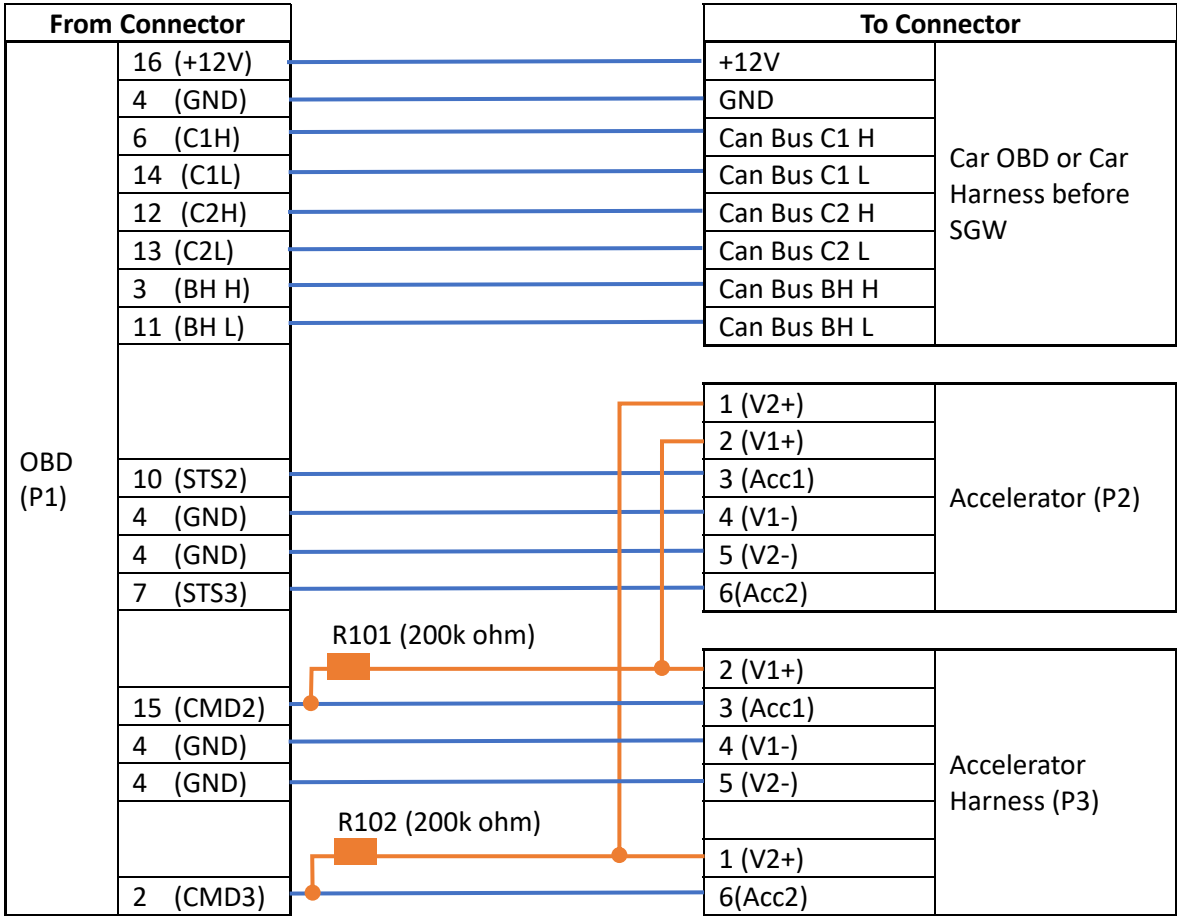 From Connector
To Connector
16 (+12V)
+12V
4 (GND)
GND
6 (C1H)
Can Bus C1 H
14 (C1L)
Can Bus C1 L
12 (C2H)
Can Bus C2 H
13 (C2L)
Can Bus C2 L
3 (BH H)
Can Bus BH H
11 (BH L)
Can Bus BH L
Car OBD or Car
Harness before
SGW
OBD
(P1)
1 (V2+)
2 (V1+)
10 (STS2)
3 (Acc1)
4 (GND)
4 (V1-)
4 (GND)
5 (V2-)
7 (STS3)
6(Acc2)
Accelerator (P2)
R101 (200k ohm)
2 (V1+)
15 (CMD2)
3 (Acc1)
4 (GND)
4 (V1-)
4 (GND)
5 (V2-)
Accelerator
Harness (P3)
R102 (200k ohm)
1 (V2+)
2 (CMD3)
6(Acc2)